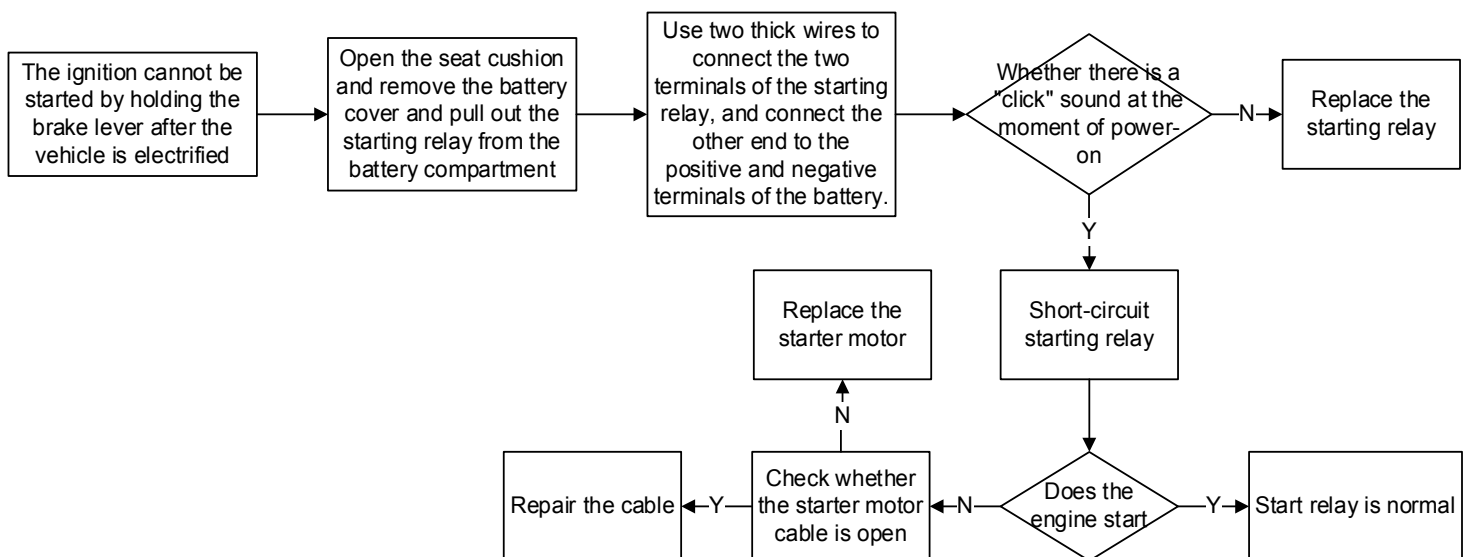 The ignition cannot be
started by holding the
brake lever after the
vehicle is electrified
Open the seat cushion
and remove the battery
cover and pull out the
starting relay from the
battery compartment
Use two thick wires to
connect the two
terminals of the starting
relay, and connect the
other end to the
positive and negative
terminals of the battery.
Whether there is a
"click" sound at the
moment of power-
on
N
Replace the
starting relay
Y
Short-circuit
starting relay
Does the
engine start
Y
Start relay is normal
N
Check whether
the starter motor
cable is open
N
Replace the
starter motor
Y
Repair the cable